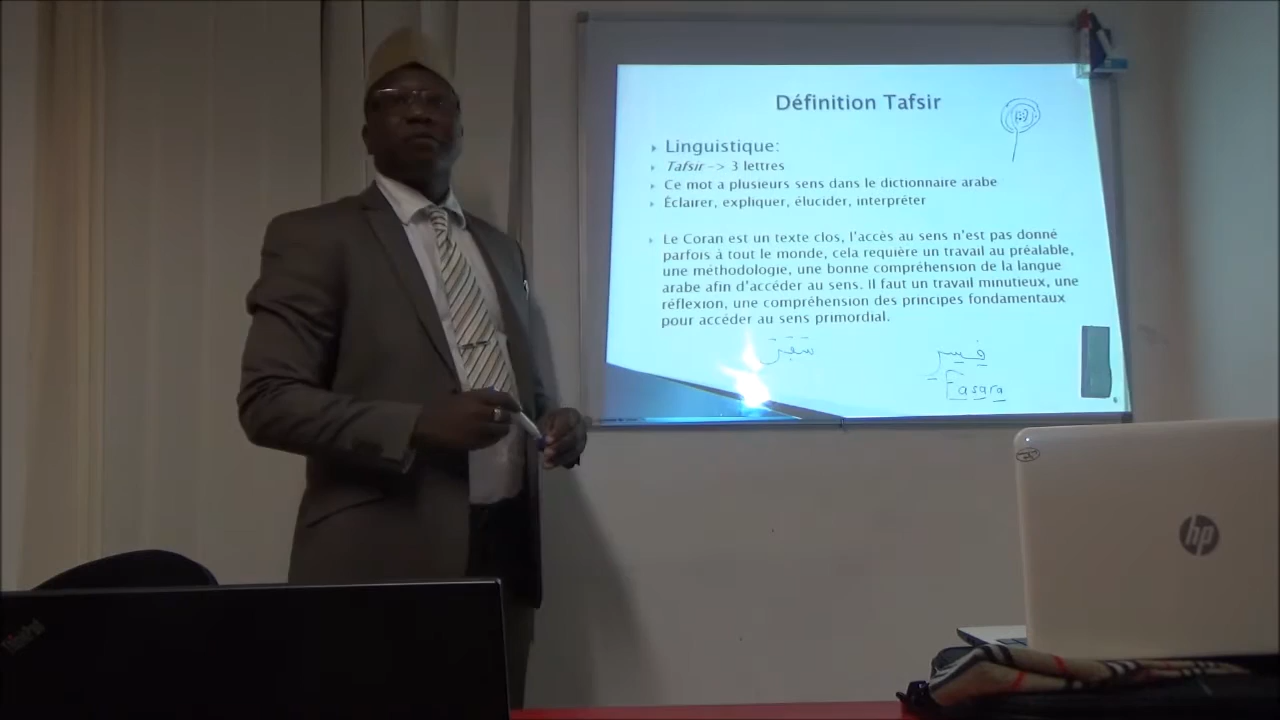 Définition Tafsir
Linguistique:
Tafsir -> 3 lettres
Ce mot a plusieurs sens dans le dictionnaire arabe
Éclairer, expliquer, élucider, interpréter
Le Coran est un texte clos, l'accès au sens n'est pas donné
parfois à tout le monde, cela requière un travail au préalable,
une méthodologie, une bonne compréhension de la langue
arabe afin d'accéder au sens. Il faut un travail minutieux, une
réflexion, une compréhension des principes fondamentaux
pour accéder au sens primordial.
Fasara
ThinkPad
hp